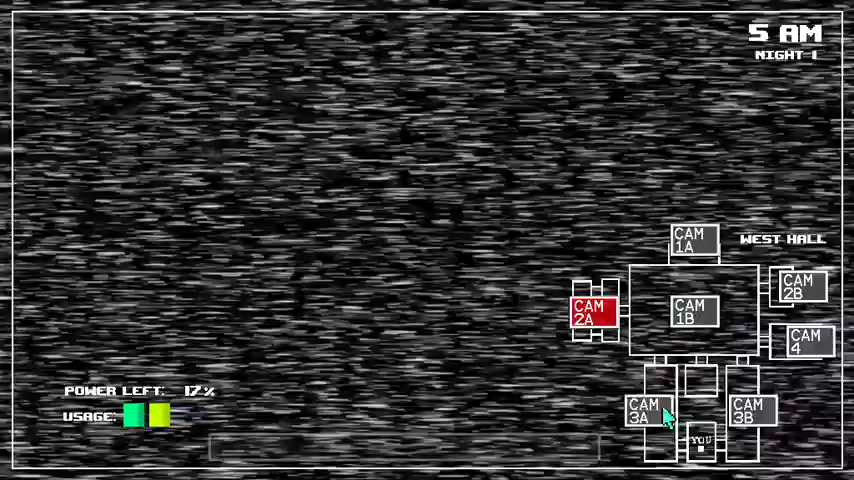 5 AM
NIGHT 1
CAM
1A
WEST HALL
CAM
2B
CAM
2A
CAM
1B
CAM
4
POWER LEFT: 17%
USAGE:
CAM
3A
CAM
3B
YOU